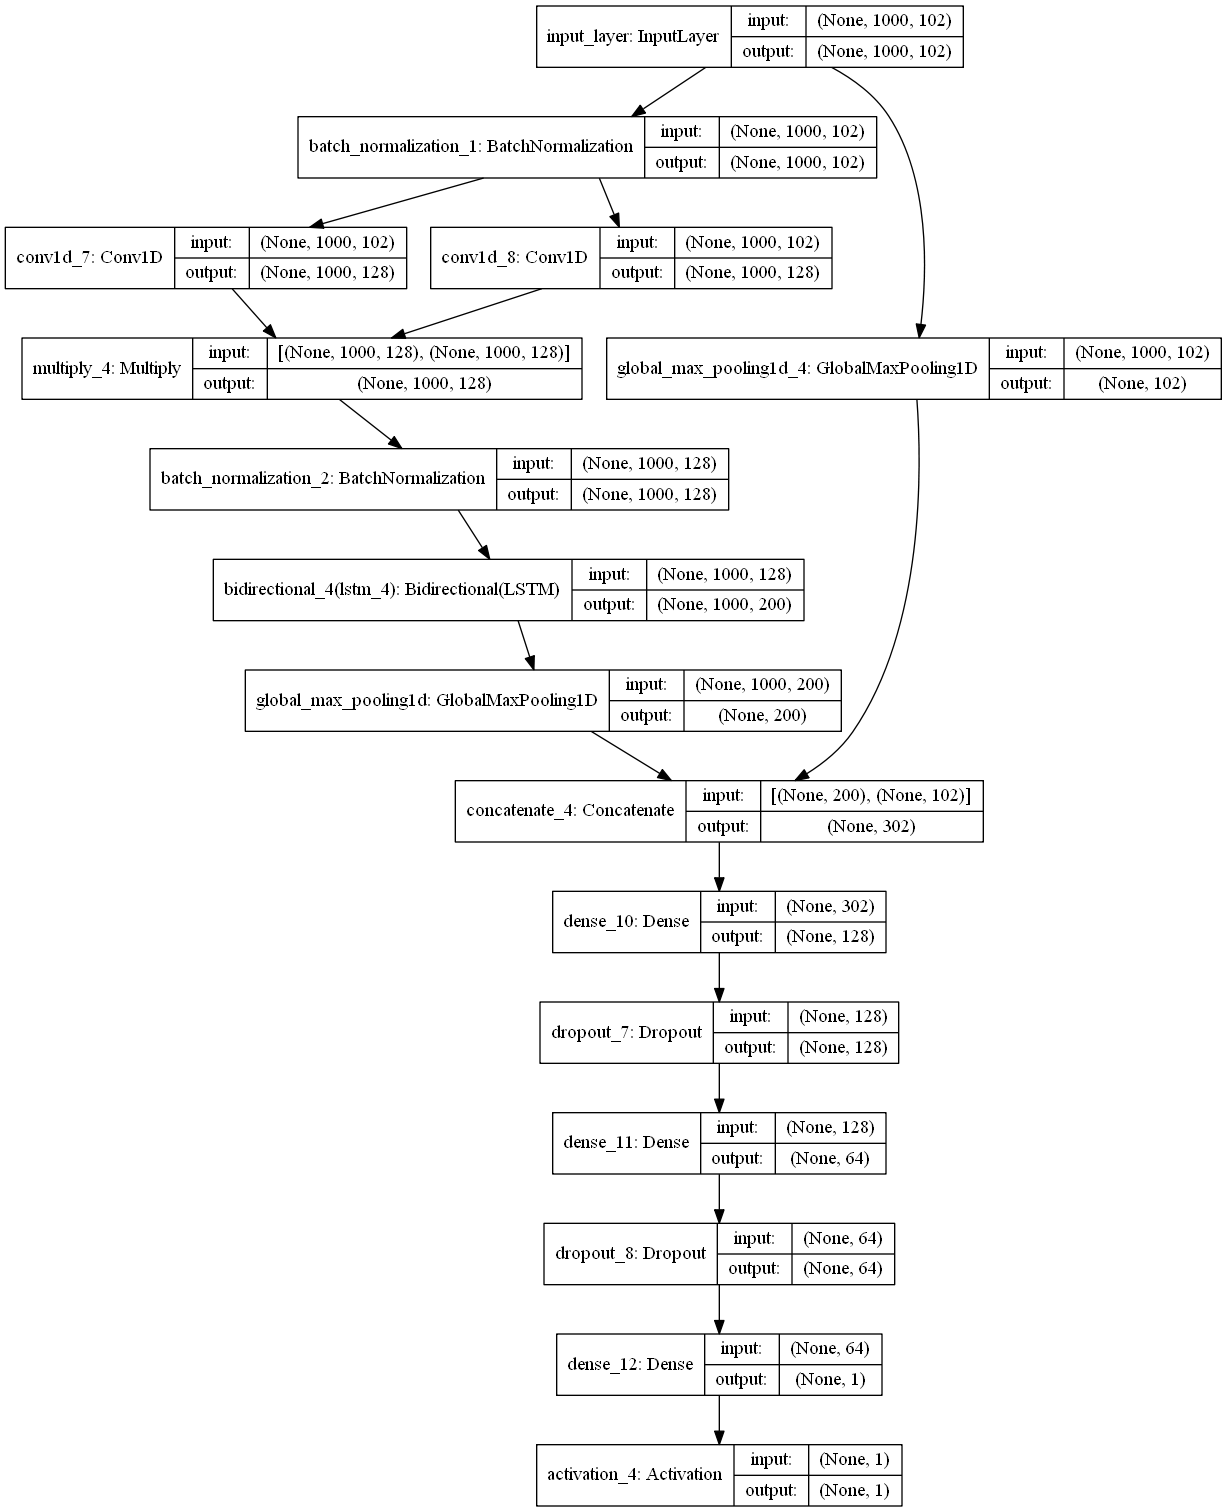 input_layer: InputLayer
input: (None, 1000, 102)
output: (None, 1000, 102)
batch_normalization_1: BatchNormalization
input: (None, 1000, 102)
output: (None, 1000, 102)
conv1d_7: Conv1D
input: (None, 1000, 102)
output: (None, 1000, 128)
conv1d_8: Conv1D
input: (None, 1000, 102)
output: (None, 1000, 128)
multiply_4: Multiply
input: [(None, 1000, 128), (None, 1000, 128)]
output: (None, 1000, 128)
global_max_pooling1d_4: GlobalMaxPooling1D
input: (None, 1000, 102)
output: (None, 102)
batch_normalization_2: BatchNormalization
input: (None, 1000, 128)
output: (None, 1000, 128)
bidirectional_4(lstm_4): Bidirectional(LSTM)
input: (None, 1000, 128)
output: (None, 1000, 200)
global_max_pooling1d: GlobalMaxPooling1D
input: (None, 1000, 200)
output: (None, 200)
concatenate_4: Concatenate
input: [(None, 200), (None, 102)]
output: (None, 302)
dense_10: Dense
input: (None, 302)
output: (None, 128)
dropout_7: Dropout
input: (None, 128)
output: (None, 128)
dense_11: Dense
input: (None, 128)
output: (None, 64)
dropout_8: Dropout
input: (None, 64)
output: (None, 64)
dense_12: Dense
input: (None, 64)
output: (None, 1)
activation_4: Activation
input: (None, 1)
output: (None, 1)